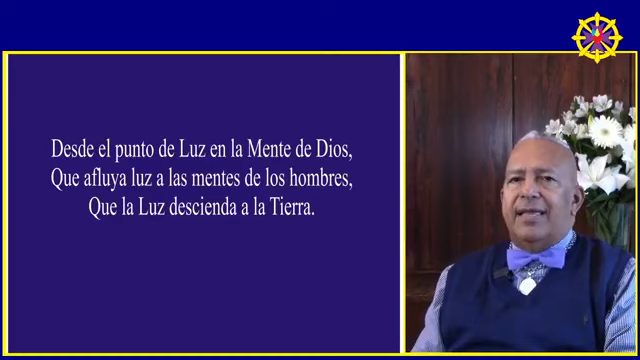 Desde el punto de Luz en la Mente de Dios,
Que afluya luz a las mentes de los hombres,
Que la Luz descienda a la Tierra.